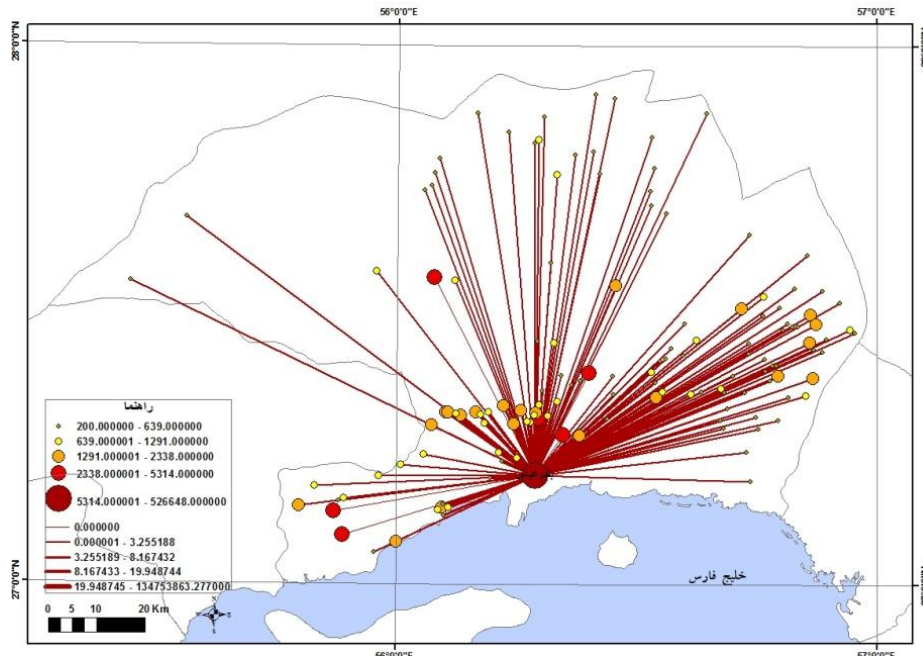 56°0'0"E 57°0'0"E
28°0'0"N
راهنما
200.000000 - 639.000000
639.000001 - 1291.000000
1291.000001 - 2338.000000
2338.000001 - 5314.000000
5314.000001 - 526648.000000
0.000000
0.000001 - 3.255188
3.255189 - 8.167432
8.167433 - 19.948744
19.948745 - 134753863.277000
0 5 10 20 Km
خلیج فارس
27°0'0"N
57°0'0"E